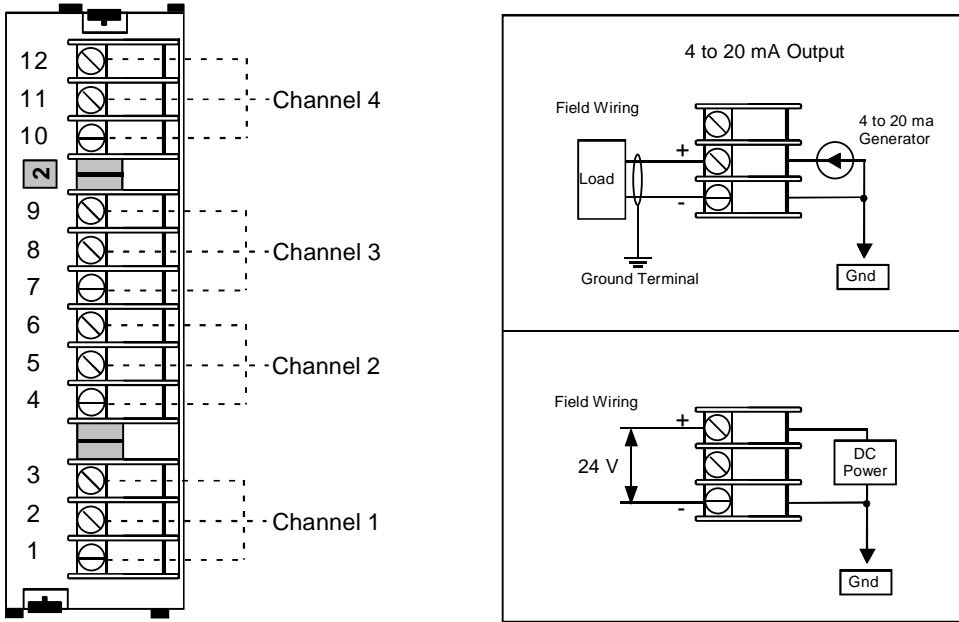 12
11
10
2
9
8
7
6
5
4
3
2
1
Channel 4
Channel 3
Channel 2
Channel 1
4 to 20 mA Output
Field Wiring
4 to 20 ma
Generator
+
Load
-
Ground Terminal
Gnd
Field Wiring
+
24 V
DC
Power
-
Gnd